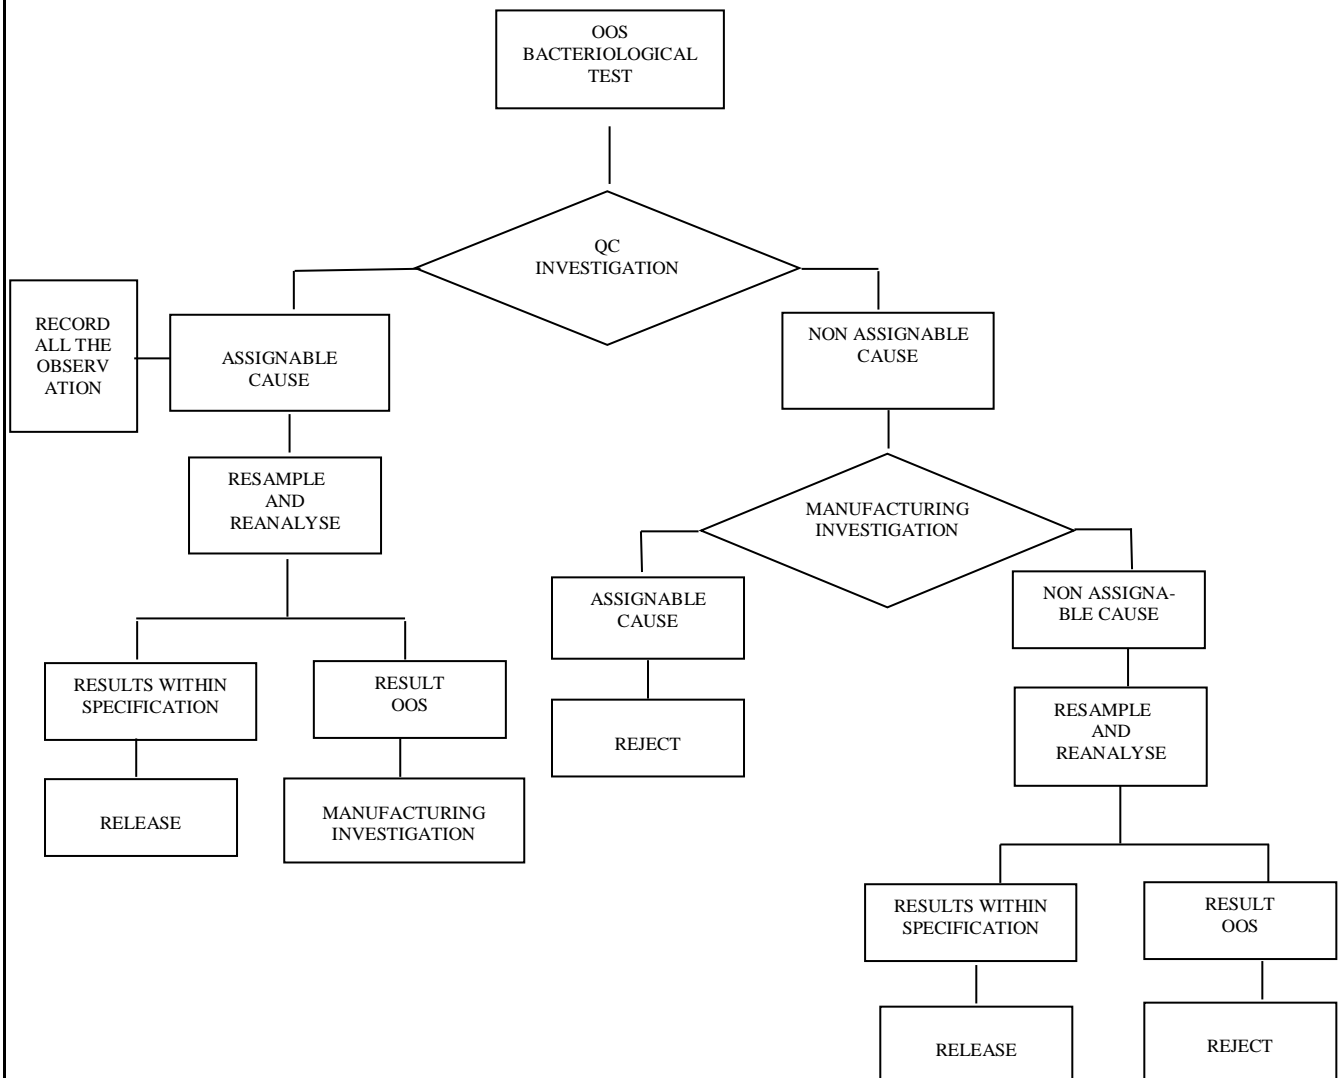 OOS
BACTERIOLOGICAL
TEST
QC
INVESTIGATION
RECORD
ALL THE
OBSERV
ATION
ASSIGNABLE
CAUSE
NON ASSIGNABLE
CAUSE
RESAMPLE
AND
REANALYSE
MANUFACTURING
INVESTIGATION
ASSIGNABLE
CAUSE
NON ASSIGNA-
BLE CAUSE
RESULTS WITHIN
SPECIFICATION
RESULT
OOS
REJECT
RESAMPLE
AND
REANALYSE
RELEASE
MANUFACTURING
INVESTIGATION
RESULTS WITHIN
SPECIFICATION
RESULT
OOS
RELEASE
REJECT